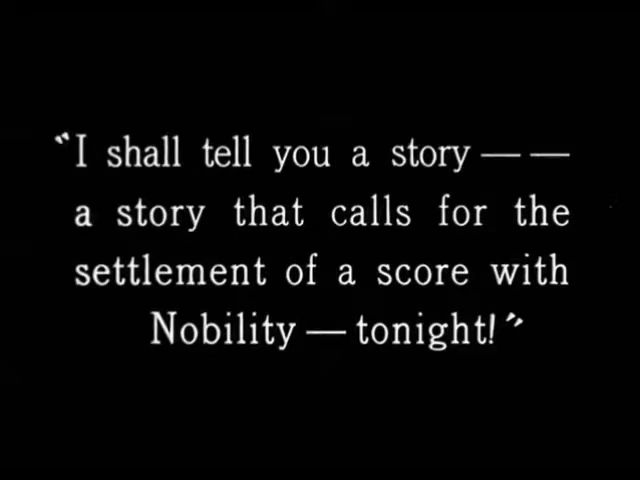 "I shall tell you a story — —
a story that calls for the
settlement of a score with
Nobility — tonight!"